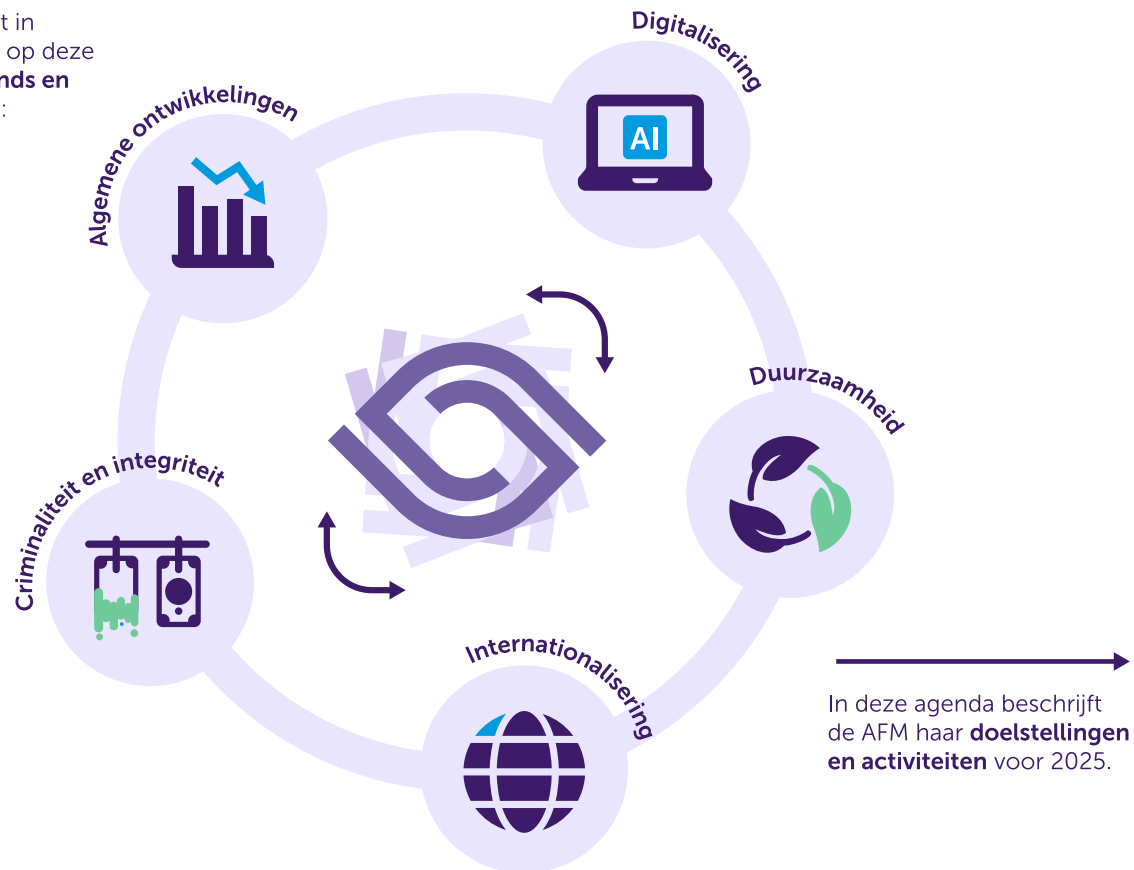 t in
op deze
nds en
:
Algemene ontwikkelingen
Digitalisering
AI
Duurzaamheid
Criminaliteit en integriteit
Internationalisering
In deze agenda beschrijft
de AFM haar doelstellingen
en activiteiten voor 2025.